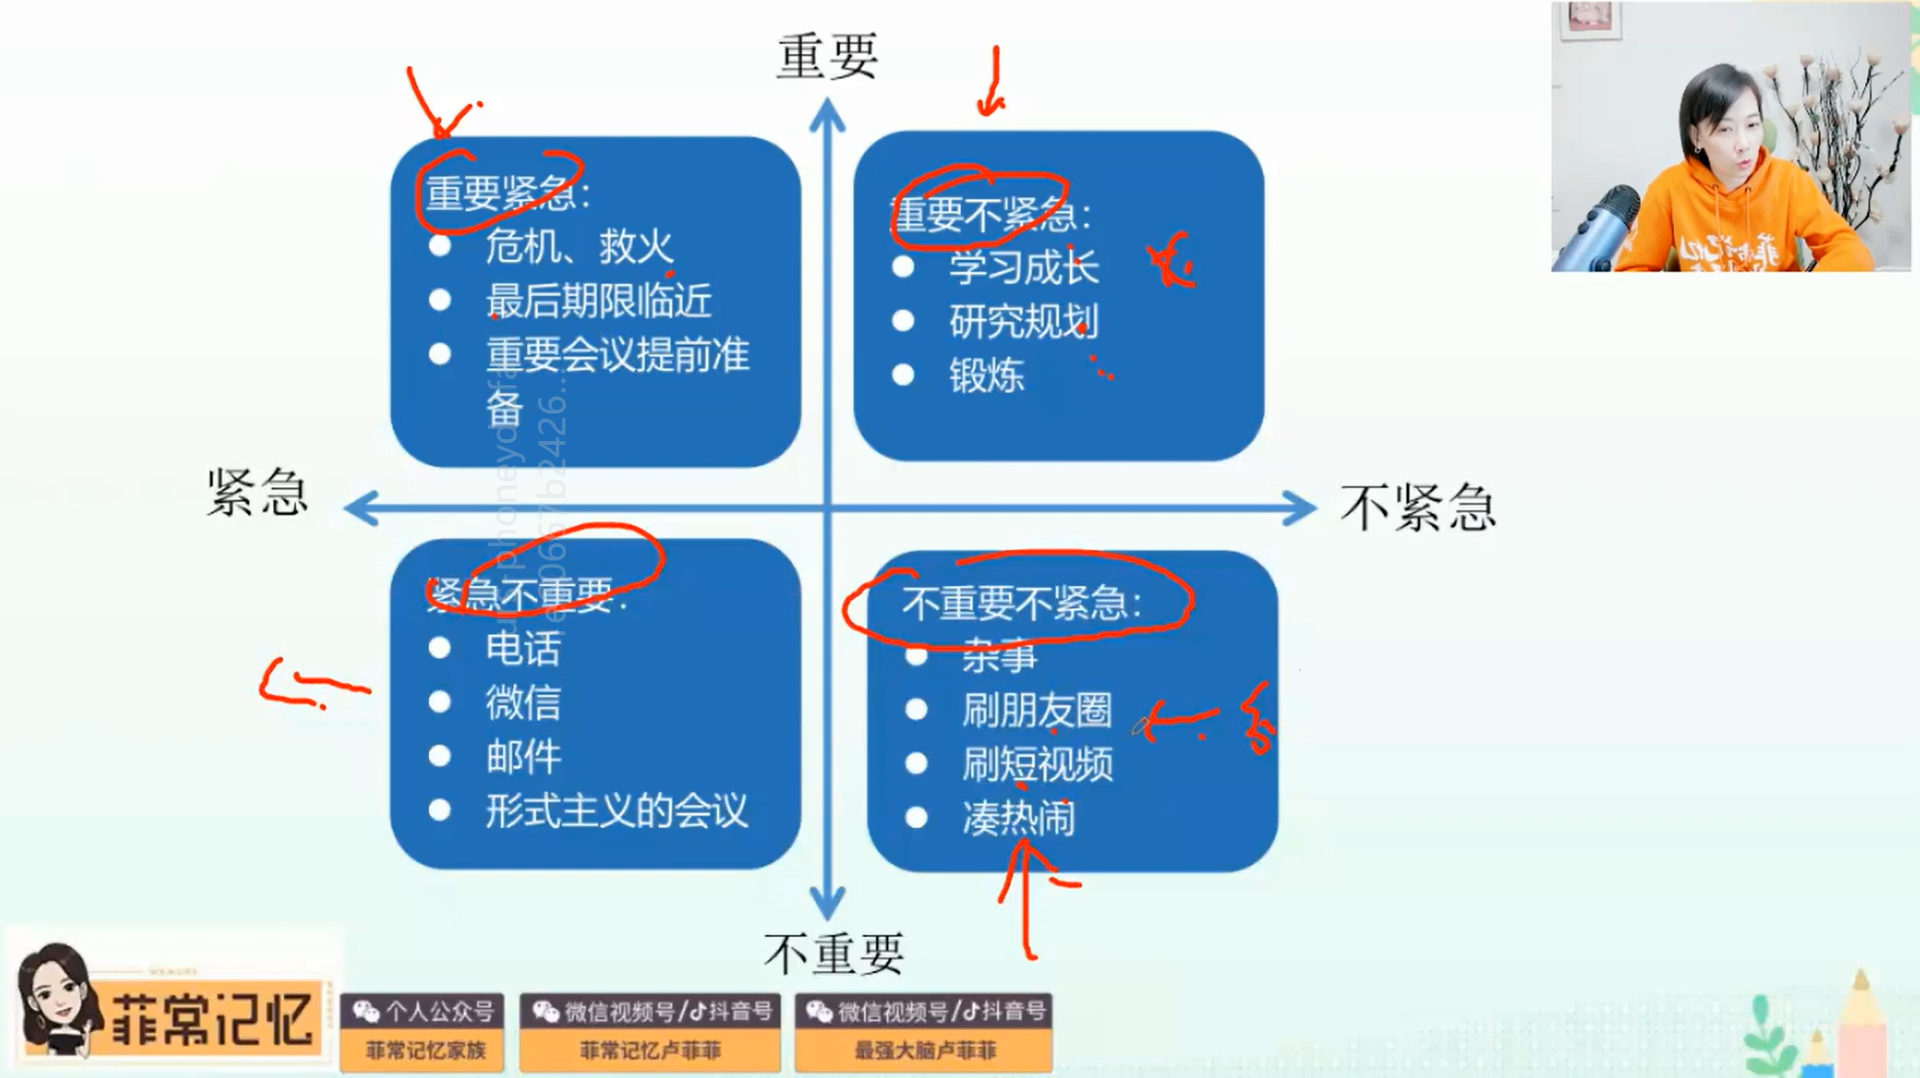 重要
重要紧急：
危机、救火
最后期限临近
重要会议提前准
备
重要不紧急：
学习成长
研究规划
锻炼
紧急
不紧急
紧急不重要：
电话
微信
邮件
形式主义的会议
不重要不紧急：
杂事
刷朋友圈
刷短视频
凑热闹
不重要
菲常记忆
个人公众号
菲常记忆家族
微信视频号/抖音号
菲常记忆卢菲菲
微信视频号/抖音号
最强大脑卢菲菲